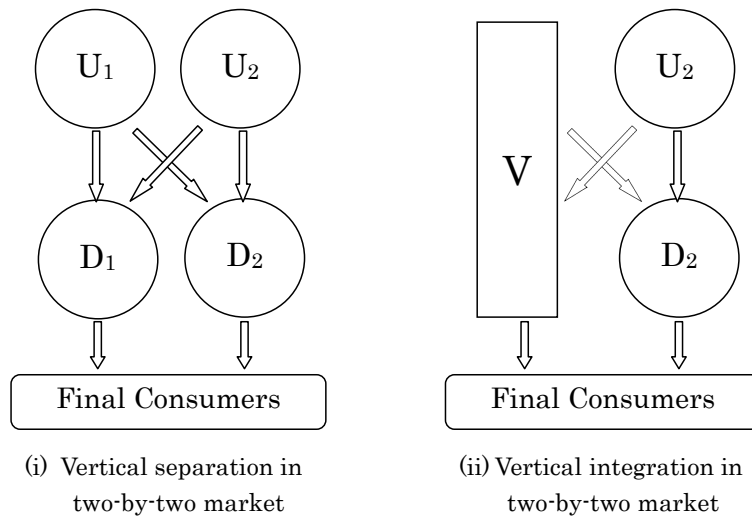 U1
U2
D1
D2
Final Consumers
(i) Vertical separation in
two-by-two market
V
U2
D2
Final Consumers
(ii) Vertical integration in
two-by-two market